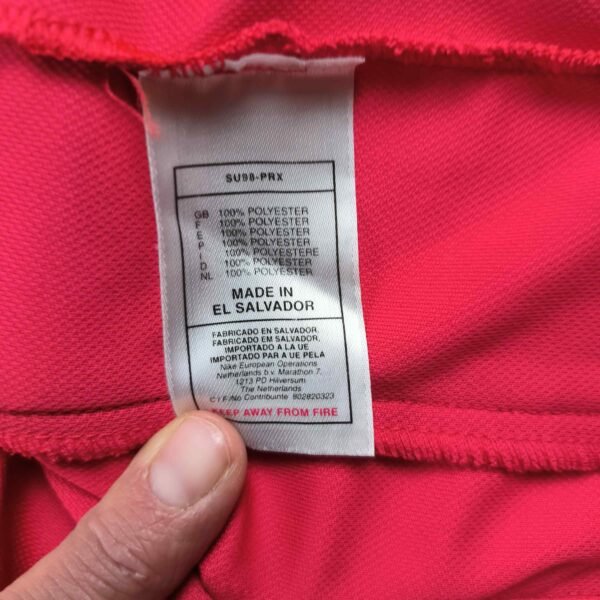 SU98-PRX
GB 100% POLYESTER
F 100% POLYESTER
E 100% POLYESTER
P 100% POLYESTER
I 100% POLYESTERE
D 100% POLYESTER
NL 100% POLYESTER
MADE IN
EL SALVADOR
FABRICADO EN SALVADOR,
FABRICADO EM SALVADOR,
IMPORTADO A LA UE
IMPORTADO PAR A UE PELA
Nike European Operations
Netherlands b.v. Marathon 7,
1213 PD Hilversum
The Netherlands
C I F/No Contribuinte 802820323
KEEP AWAY FROM FIRE